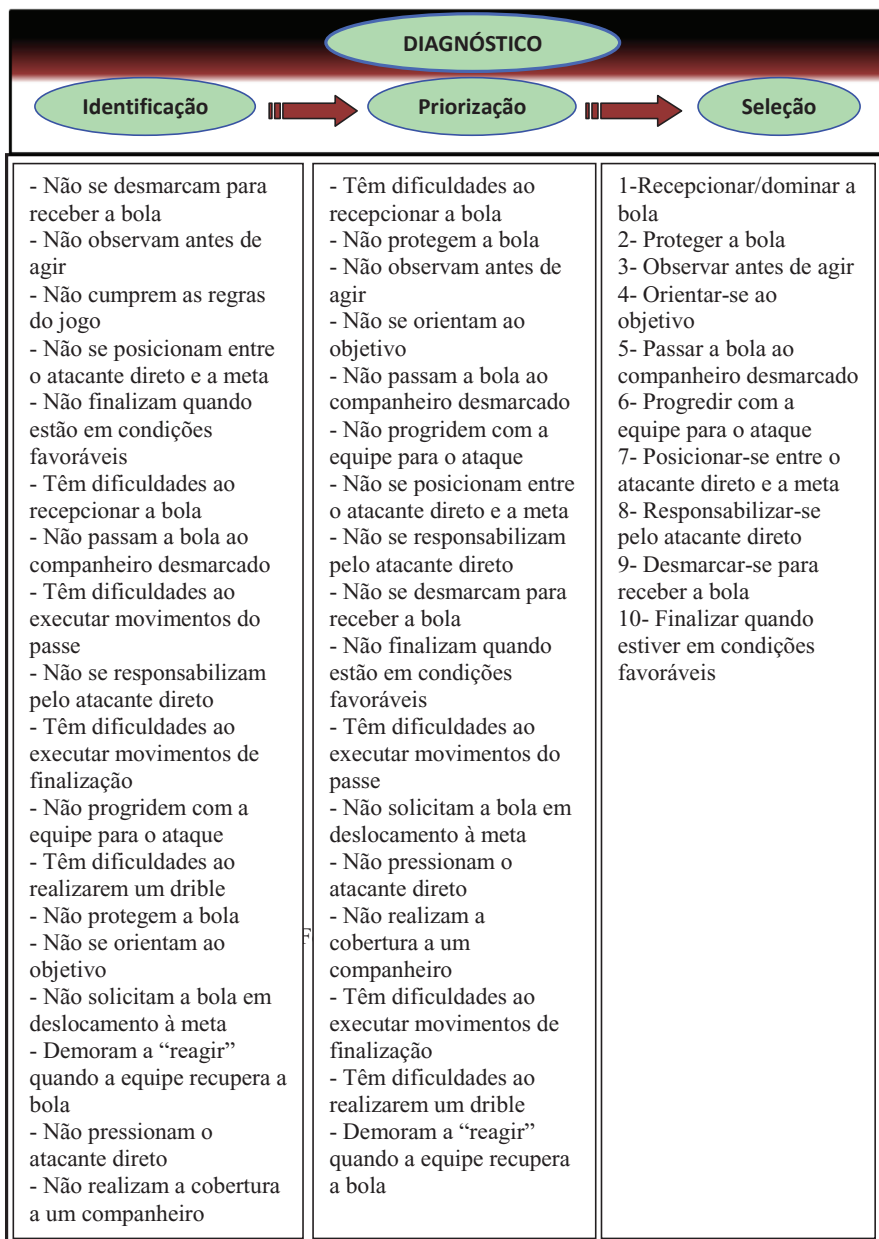 DIAGNÓSTICO
Identificação
Priorização
Seleção
- Não se desmarcam para
receber a bola
- Não observam antes de
agir
- Não cumprem as regras
do jogo
- Não se posicionam entre
o atacante direto e a meta
- Não finalizam quando
estão em condições
favoráveis
- Têm dificuldades ao
recepcionar a bola
- Não passam a bola ao
companheiro desmarcado
- Têm dificuldades ao
executar movimentos do
passe
- Não se responsabilizam
pelo atacante direto
- Têm dificuldades ao
executar movimentos de
finalização
- Não progridem com a
equipe para o ataque
- Têm dificuldades ao
realizarem um drible
- Não protegem a bola
- Não se orientam ao
objetivo
- Não solicitam a bola em
deslocamento à meta
- Demoram a “reagir”
quando a equipe recupera a
bola
- Não pressionam o
atacante direto
- Não realizam a cobertura
a um companheiro
F
- Têm dificuldades ao
recepcionar a bola
- Não protegem a bola
- Não observam antes de
agir
- Não se orientam ao
objetivo
- Não passam a bola ao
companheiro desmarcado
- Não progridem com a
equipe para o ataque
- Não se posicionam entre
o atacante direto e a meta
- Não se responsabilizam
pelo atacante direto
- Não se desmarcam para
receber a bola
- Não finalizam quando
estão em condições
favoráveis
- Têm dificuldades ao
executar movimentos do
passe
- Não solicitam a bola em
deslocamento à meta
- Não pressionam o
atacante direto
- Não realizam a
cobertura a um
companheiro
- Têm dificuldades ao
executar movimentos de
finalização
- Têm dificuldades ao
realizarem um drible
- Demoram a “reagir”
quando a equipe recupera
a bola
1-Recepcionar/dominar a
bola
2- Proteger a bola
3- Observar antes de agir
4- Orientar-se ao
objetivo
5- Passar a bola ao
companheiro desmarcado
6- Progredir com a
equipe para o ataque
7- Posicionar-se entre o
atacante direto e a meta
8- Responsabilizar-se
pelo atacante direto
9- Desmarcar-se para
receber a bola
10- Finalizar quando
estiver em condições
favoráveis